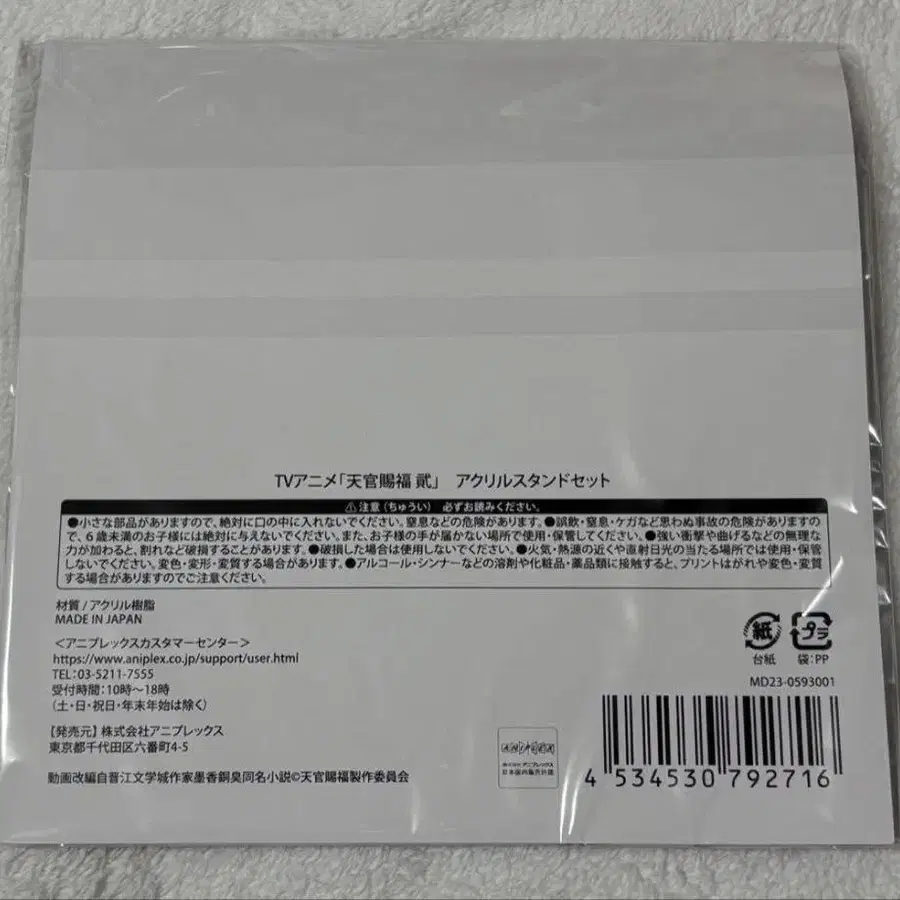 TVアニメ「天官賜福 貳」 アクリルスタンドセット
注意(ちゅうい) 必ずお読みください。
●小さな部品がありますので、絶対に口の中に入れないでください。窒息などの危険があります。●誤飲・窒息・ケガなど思わぬ事故の危険があります
ので、6歳未満のお子様には絶対に与えないでください。また、お子様の手が届かない場所で使用・保管してください。●強い衝撃や曲げるなどの無理な
力が加わると、割れなど破損することがあります。●破損した場合は使用しないでください。●火気・熱源の近くや直射日光の当たる場所では使用・保管
しないでください。変色・変形・変質する場合があります。●アルコール・シンナーなどの溶剤や化粧品・薬品類に接触すると、プリントはがれや変色・変質
する場合がありますのでご注意ください。
材質/アクリル樹脂
MADE IN JAPAN
<アニプレックスカスタマーセンター>
https://www.aniplex.co.jp/support/user.html
TEL:03-5211-7555
受付時間:10時~18時
(土・日・祝日・年末年始は除く)
【発売元】株式会社アニプレックス
東京都千代田区六番町4-5
動画改編自晋江文学城作家墨香銅臭同名小説©天官賜福製作委員会
紙
プラ
台紙
袋:PP
MD23-0593001
ANIPLEX
株式会社アニプレックス
日本国内販売許諾
4 534530 792716